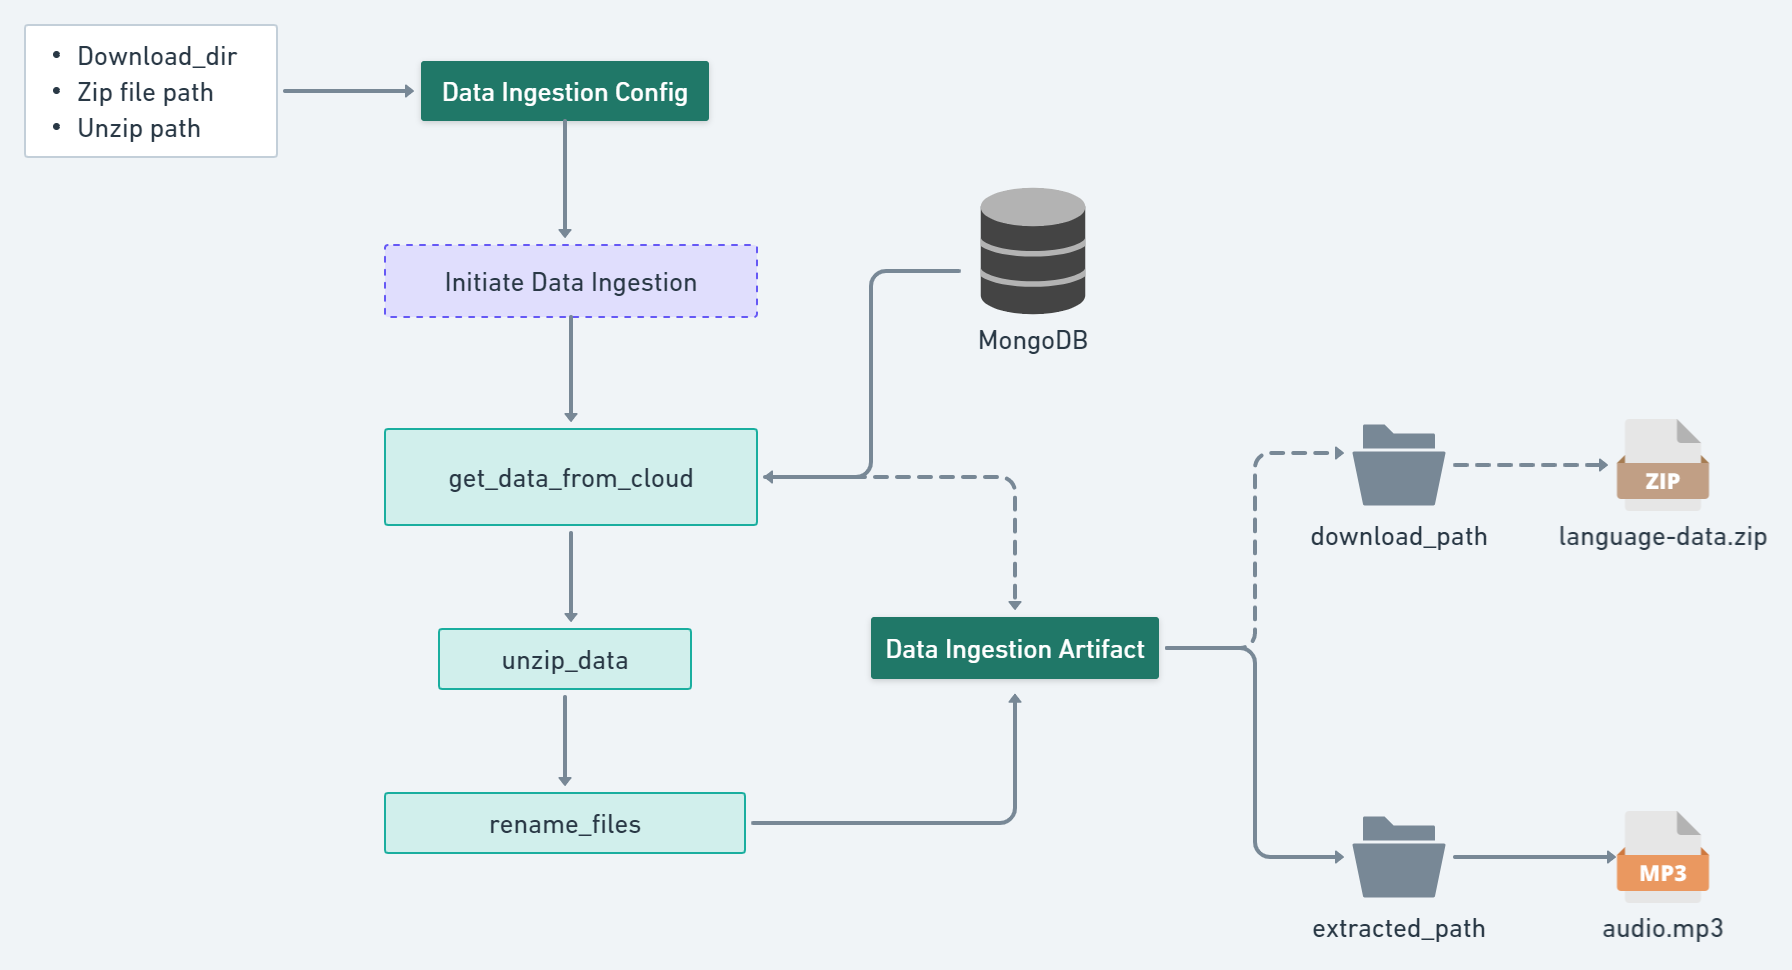 • Download_dir
• Zip file path
• Unzip path
Data Ingestion Config
Initiate Data Ingestion
MongoDB
get_data_from_cloud
download_path
ZIP
language-data.zip
unzip_data
Data Ingestion Artifact
rename_files
extracted_path
MP3
audio.mp3